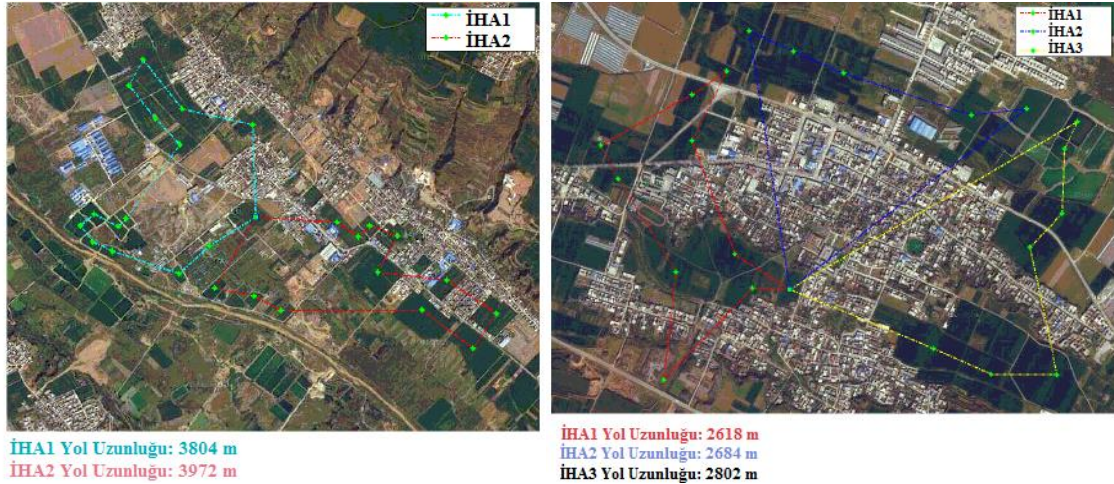 İHA1
İHA2
İHA1 Yol Uzunluğu: 3804 m
İHA2 Yol Uzunluğu: 3972 m
İHA1
İHA2
İHA3
İHA1 Yol Uzunluğu: 2618 m
İHA2 Yol Uzunluğu: 2684 m
İHA3 Yol Uzunluğu: 2802 m